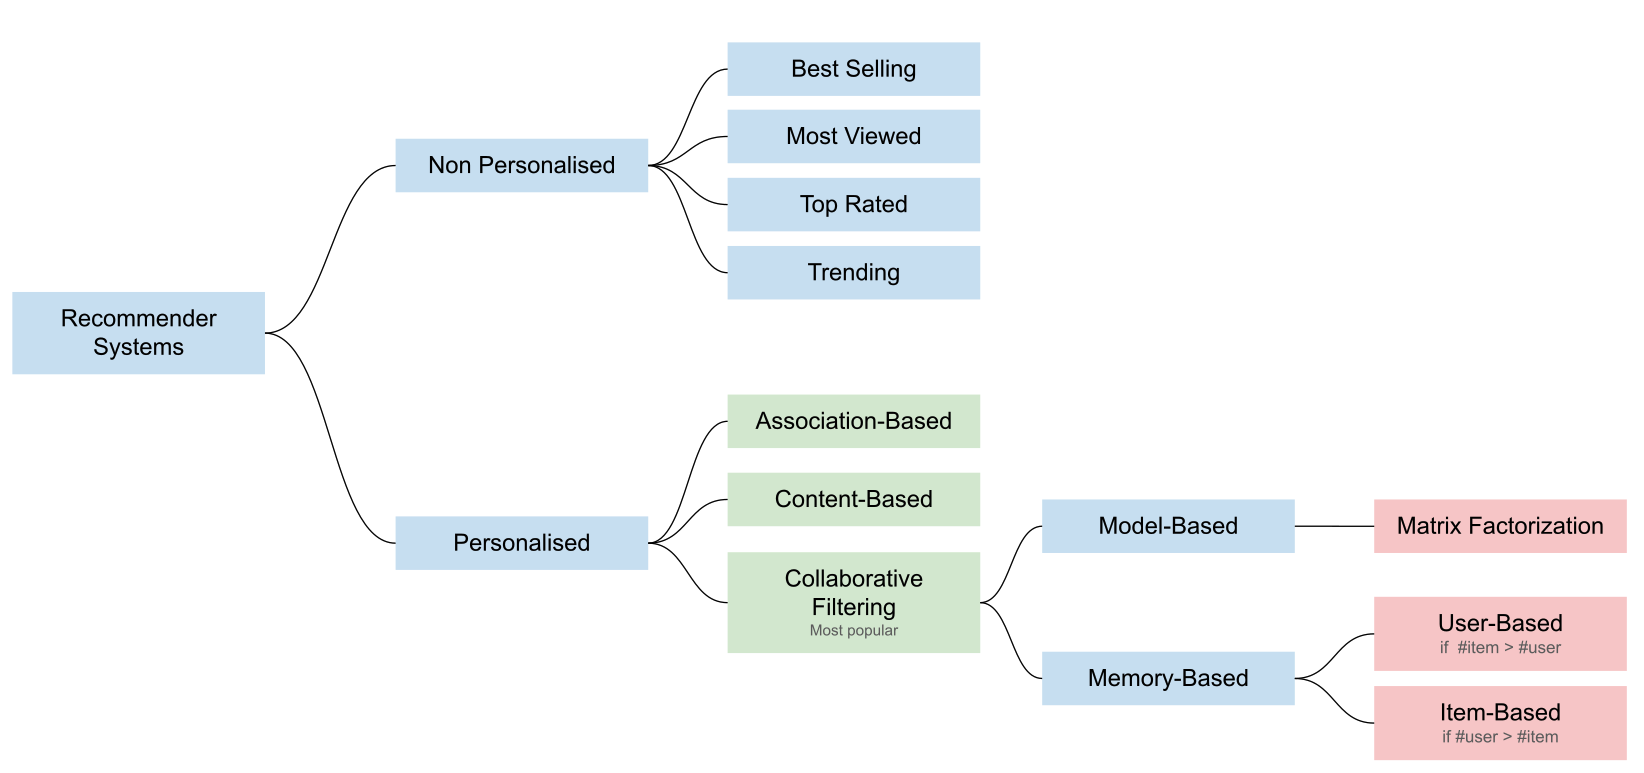 Recommender
Systems
Non Personalised
Best Selling
Most Viewed
Top Rated
Trending
Personalised
Association-Based
Content-Based
Collaborative
Filtering
Most popular
Model-Based
Matrix Factorization
Memory-Based
User-Based
if #item > #user
Item-Based
if #user > #item